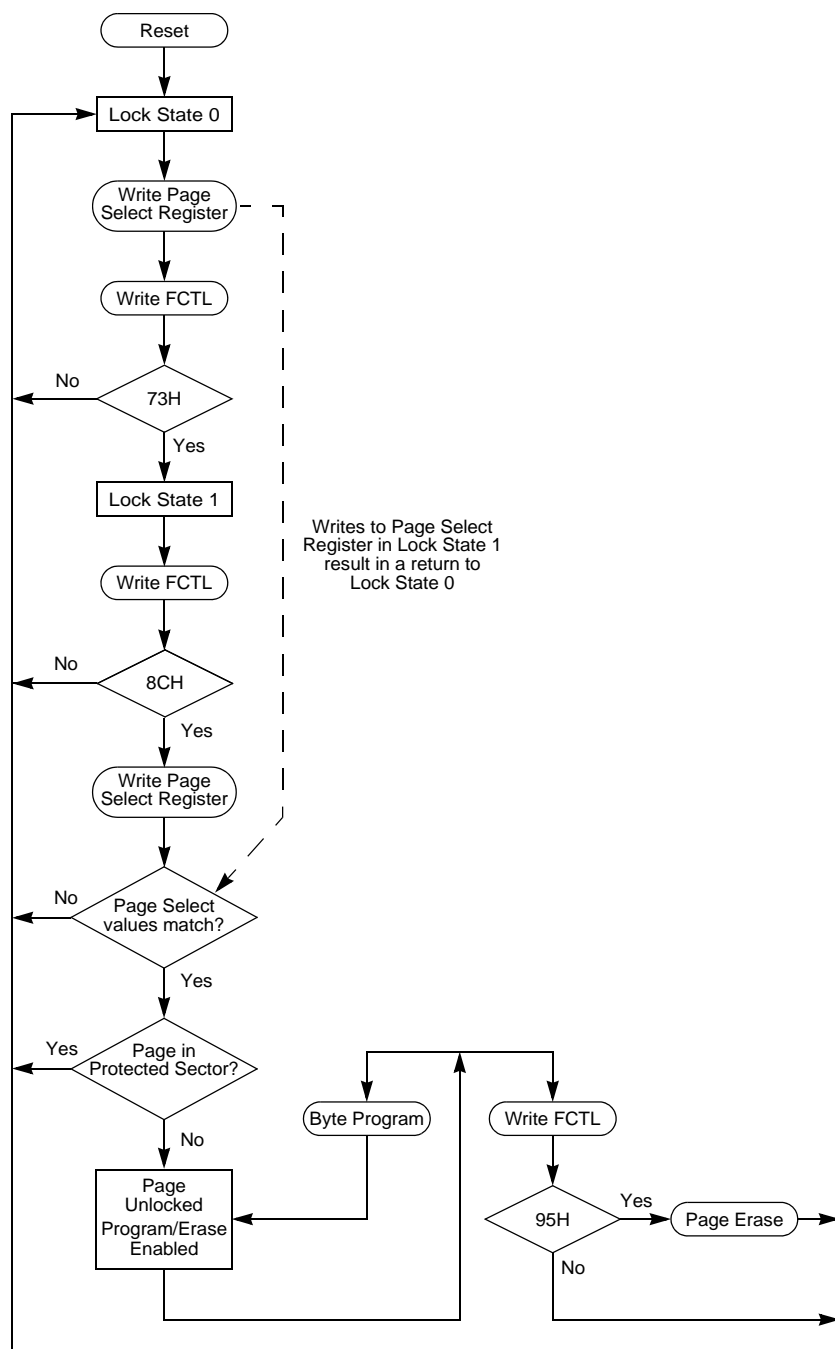 Reset
Lock State 0
Write Page
Select Register
Write FCTL
No
73H
Yes
Lock State 1
Writes to Page Select
Register in Lock State 1
result in a return to
Lock State 0
Write FCTL
No
8CH
Yes
Write Page
Select Register
No
Page Select
values match?
Yes
Yes
Page in
Protected Sector?
No
Byte Program
Write FCTL
Page
Unlocked
Program/Erase
Enabled
95H
Yes
Page Erase
No